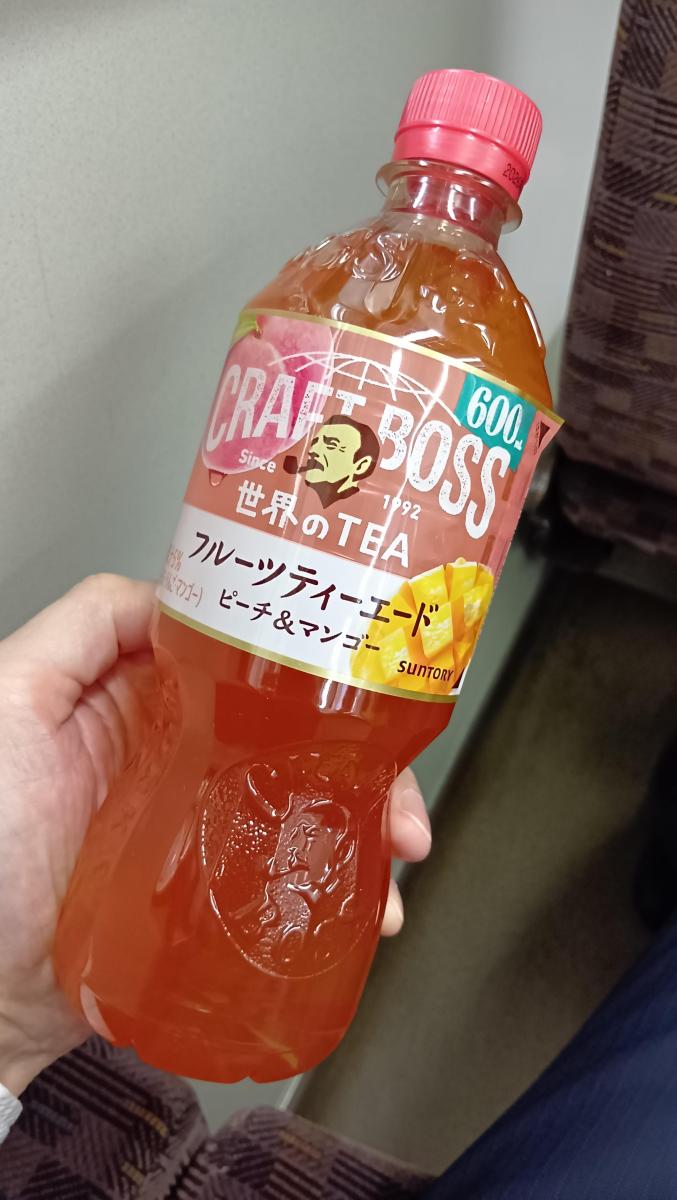 CRAFT BOSS
600
Since
1992
世界のTEA
フルーツティーエード
ピーチ&マンゴー
SUNTORY